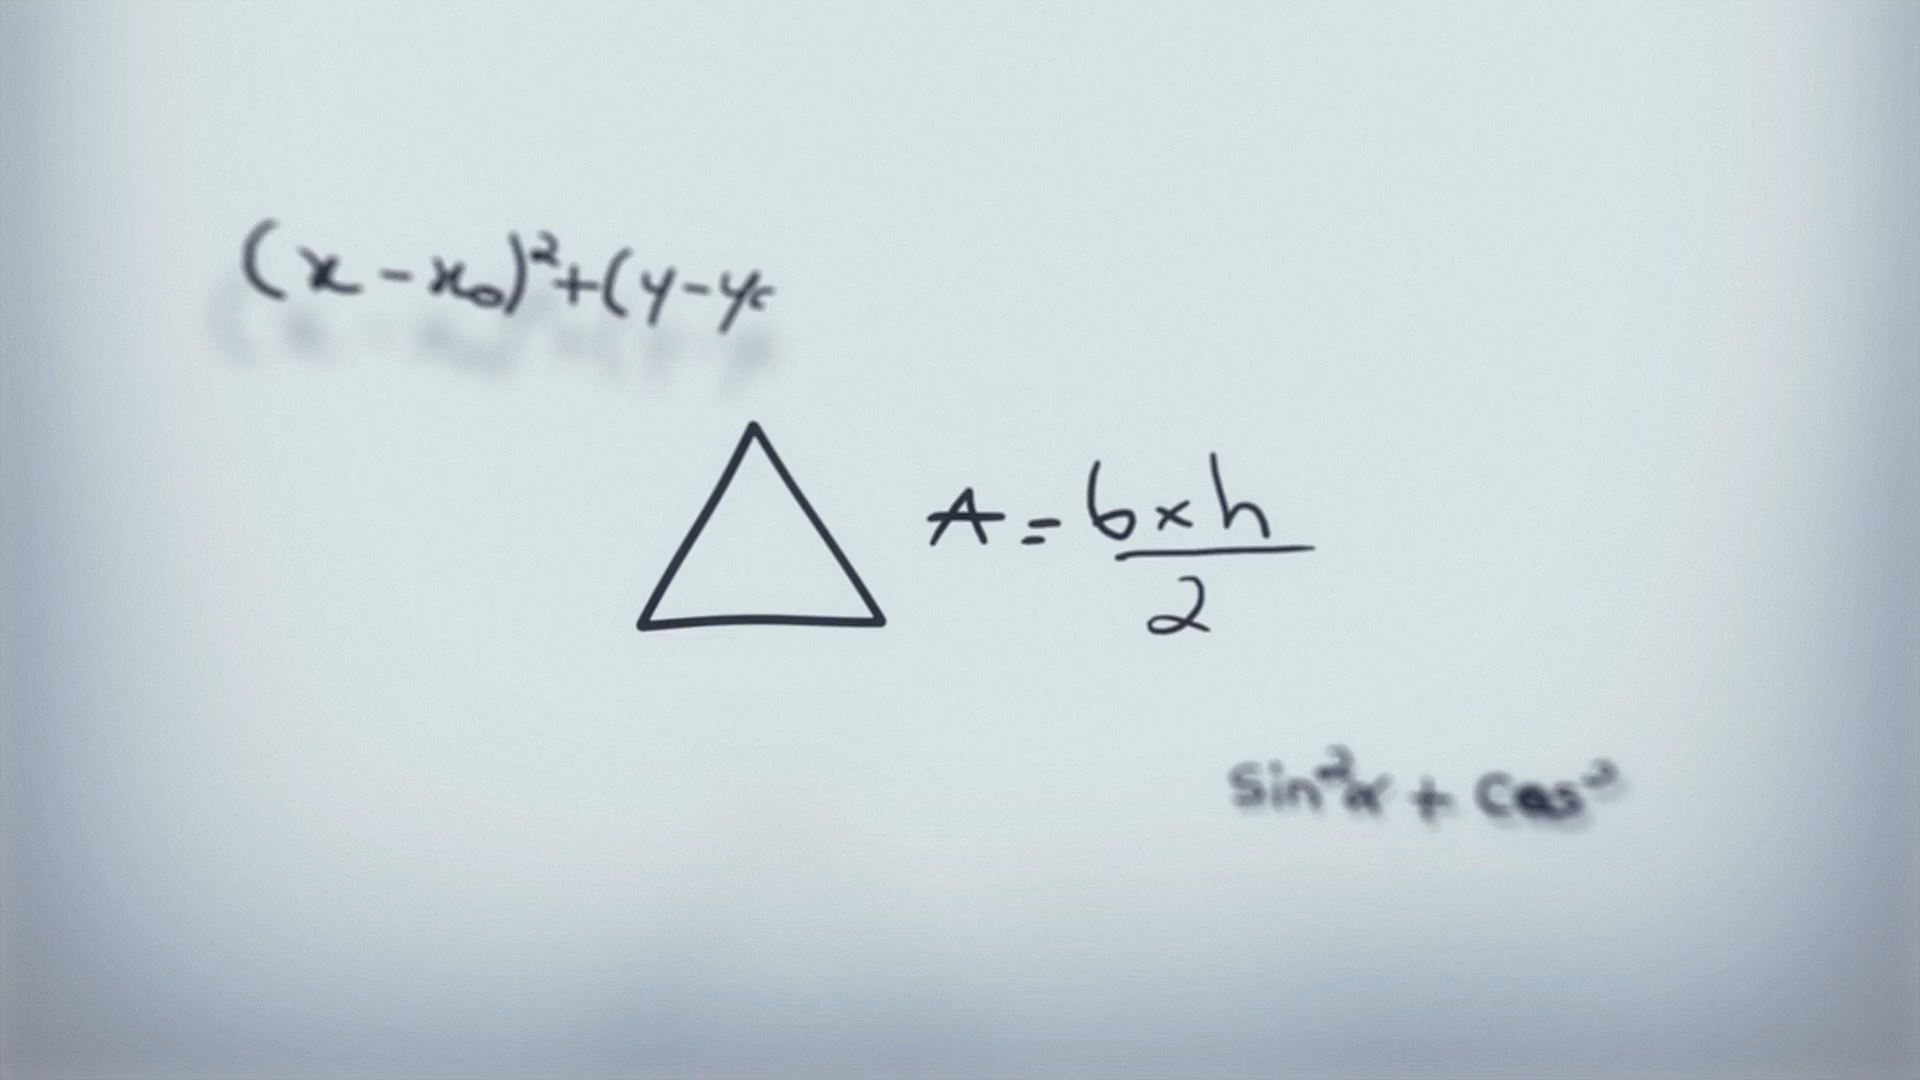 (x - x₀)² + (y - y
A = b x h / 2
sin²x + cos²